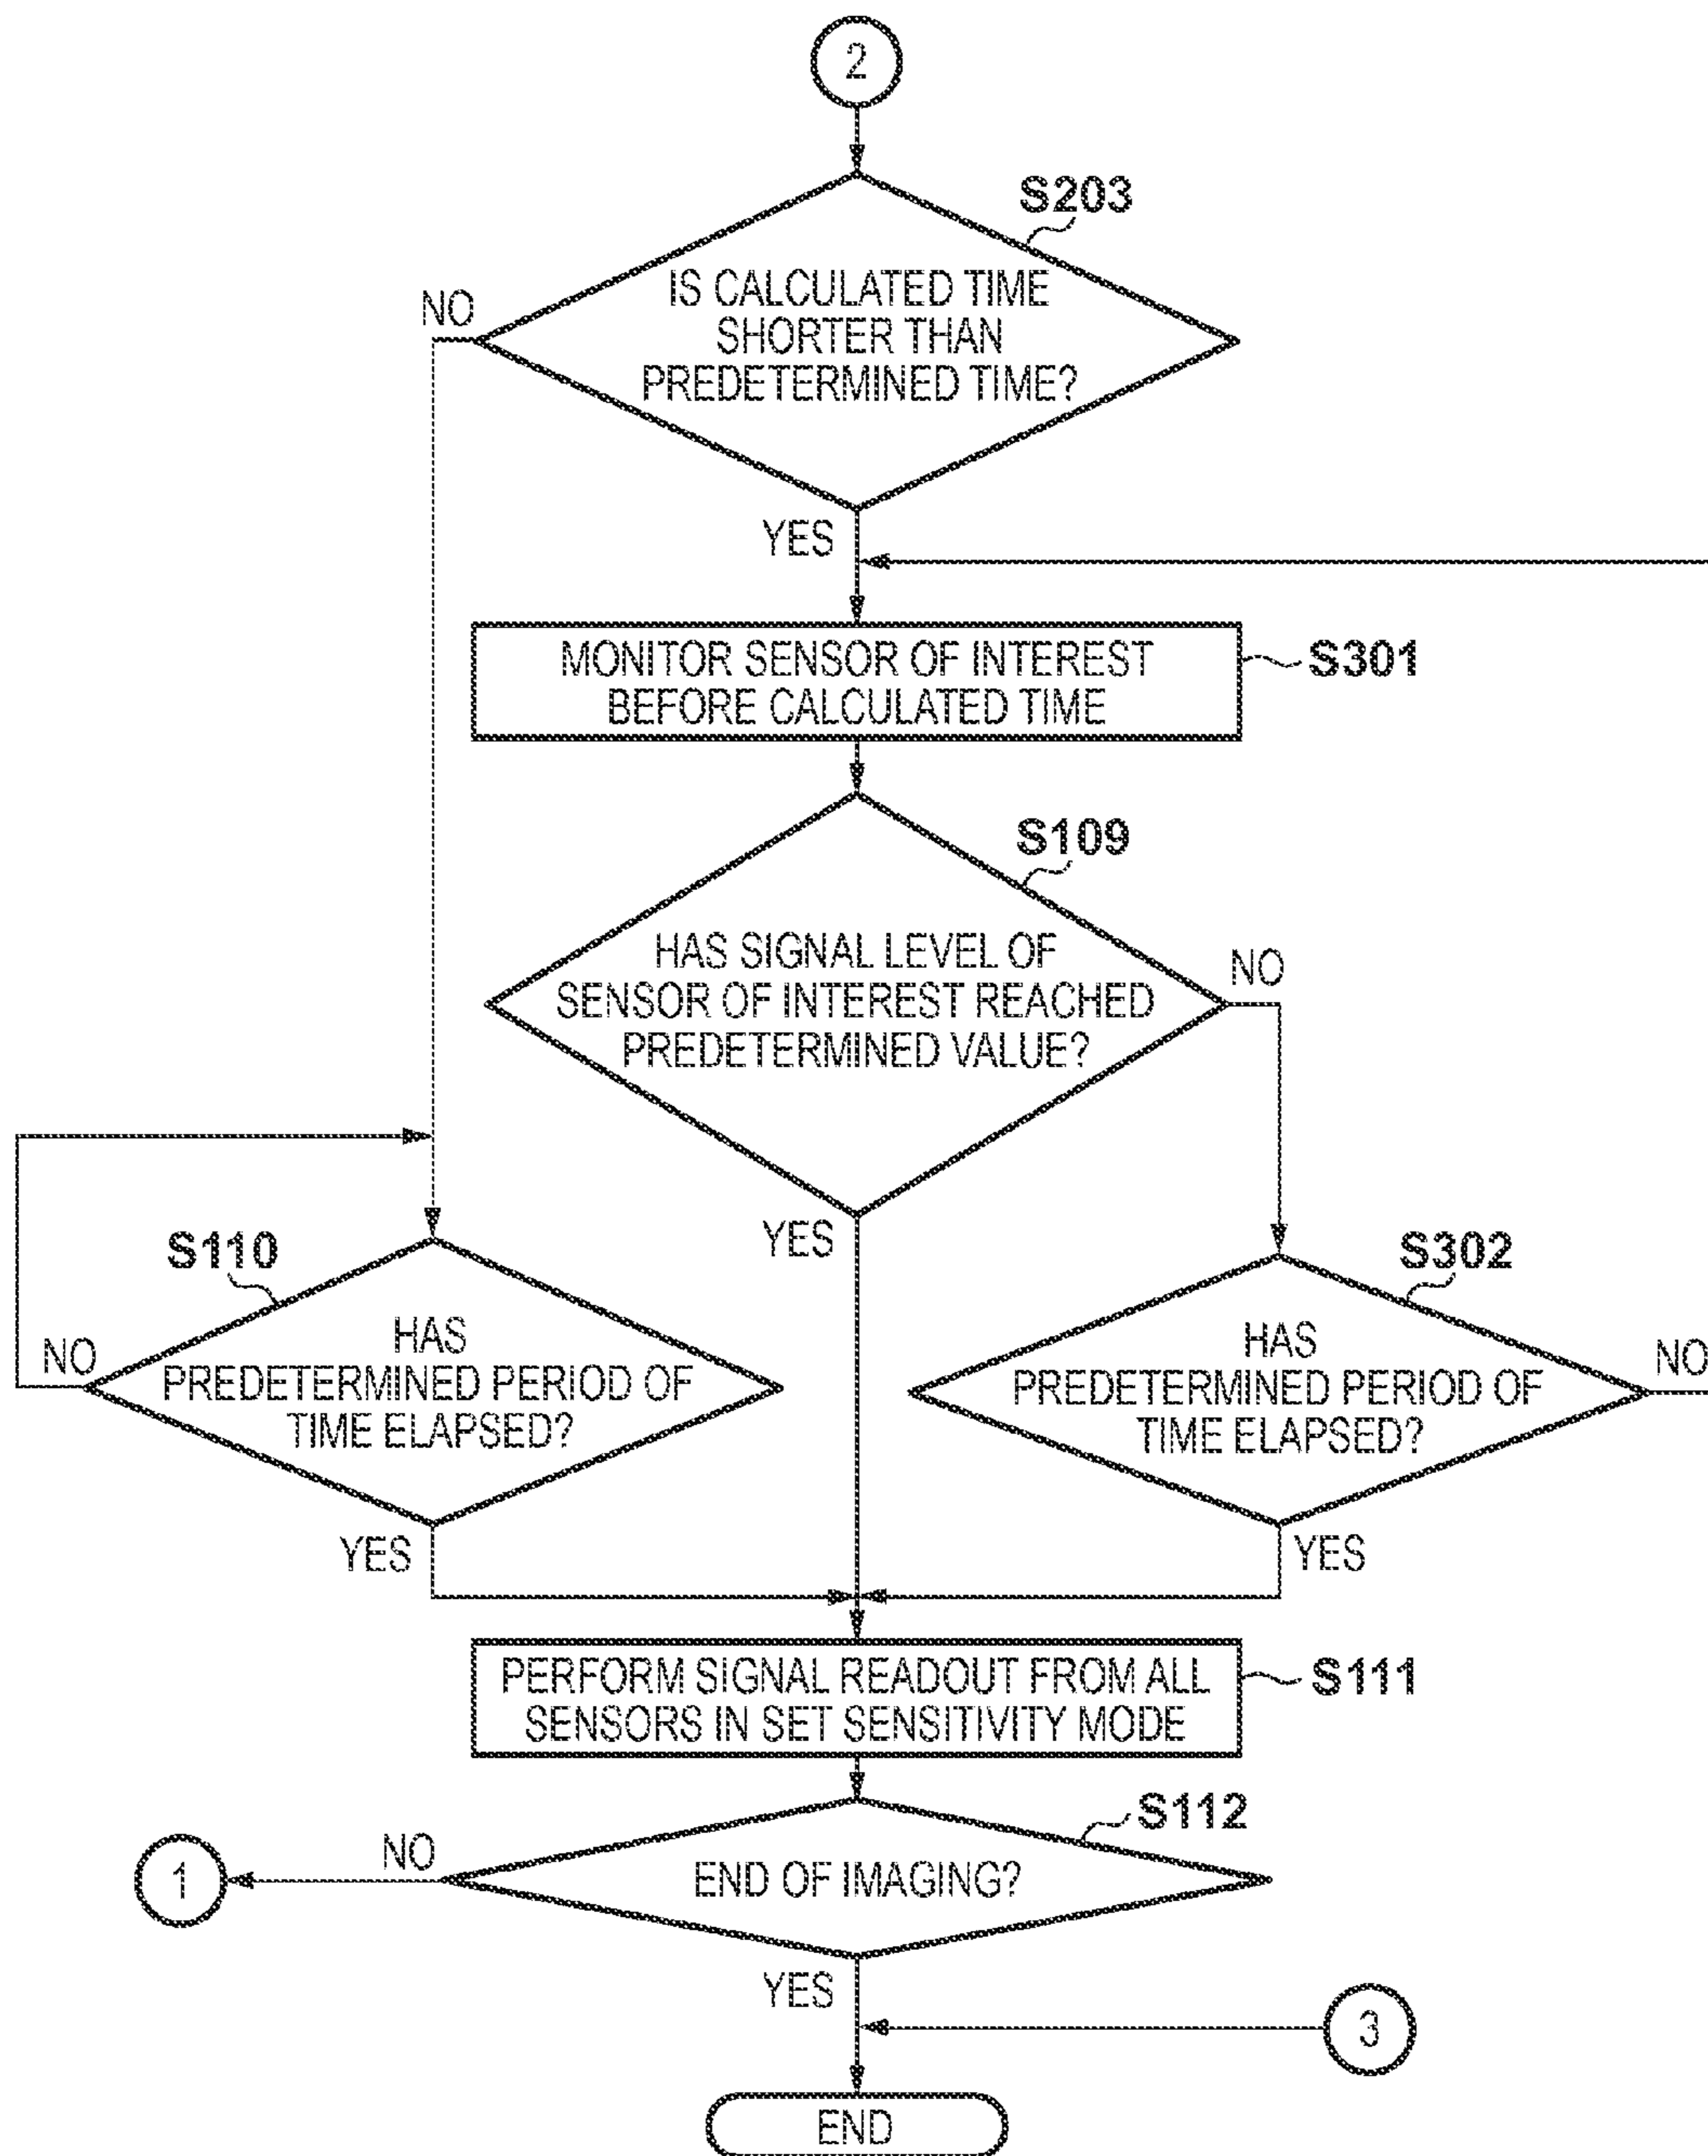 2
S203
IS CALCULATED TIME
SHORTER THAN
PREDETERMINED TIME?
NO
YES
MONITOR SENSOR OF INTEREST
BEFORE CALCULATED TIME
S301
S109
HAS SIGNAL LEVEL OF
SENSOR OF INTEREST REACHED
PREDETERMINED VALUE?
NO
YES
S110
HAS
PREDETERMINED PERIOD OF
TIME ELAPSED?
NO
YES
S302
HAS
PREDETERMINED PERIOD OF
TIME ELAPSED?
NO
YES
PERFORM SIGNAL READOUT FROM ALL
SENSORS IN SET SENSITIVITY MODE
S111
S112
END OF IMAGING?
NO
1
YES
3
END